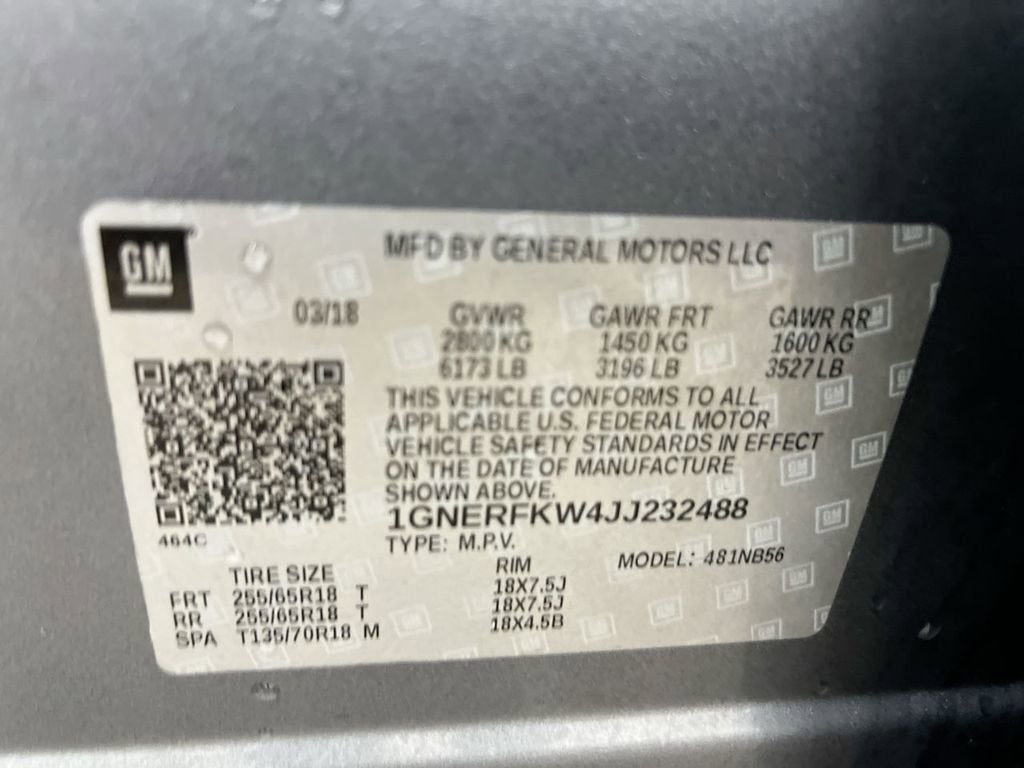 GM
MFD BY GENERAL MOTORS LLC
03/18 GVWR GAWR FRT GAWR RR
2800 KG 1450 KG 1600 KG
6173 LB 3196 LB 3527 LB
THIS VEHICLE CONFORMS TO ALL
APPLICABLE U.S. FEDERAL MOTOR
VEHICLE SAFETY STANDARDS IN EFFECT
ON THE DATE OF MANUFACTURE
SHOWN ABOVE.
1GNERFKW4JJ232488
464C
TYPE: M.P.V. MODEL: 481NB56
TIRE SIZE RIM
FRT 255/65R18 T 18X7.5J
RR 255/65R18 T 18X7.5J
SPA T135/70R18 M 18X4.5B